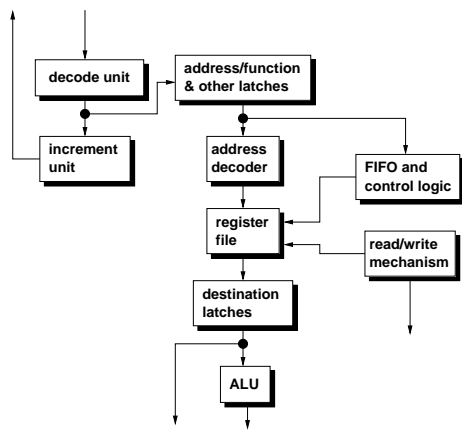 decode unit
address/function
& other latches
increment
unit
address
decoder
FIFO and
control logic
register
file
read/write
mechanism
destination
latches
ALU